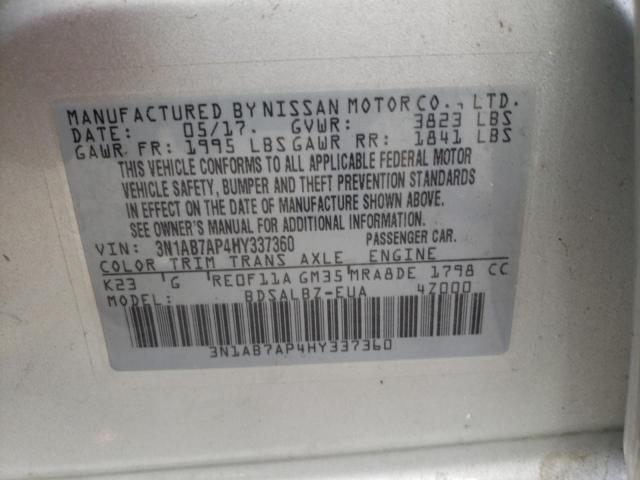 MANUFACTURED BY NISSAN MOTOR CO., LTD.
DATE: 05/17. GVWR: 3823 LBS
GAWR FR: 1995 LBS GAWR RR: 1841 LBS
THIS VEHICLE CONFORMS TO ALL APPLICABLE FEDERAL MOTOR
VEHICLE SAFETY, BUMPER AND THEFT PREVENTION STANDARDS
IN EFFECT ON THE DATE OF MANUFACTURE SHOWN ABOVE.
SEE OWNER'S MANUAL FOR ADDITIONAL INFORMATION.
VIN: 3N1AB7AP4HY337360 PASSENGER CAR.
COLOR TRIM TRANS AXLE ENGINE
K23 G RE0F11A GM35 MRA8DE 1798 CC
MODEL: BDSALBZ-EUA 4Z000
3N1AB7AP4HY337360